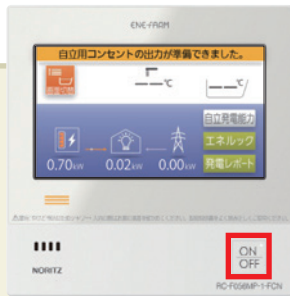 ENE-FARM
自立用コンセントの出力が準備できました。
--℃
--℃
自立発電能力
エネルック
発電レポート
0.70kW
0.02kW
0.00kW
NORITZ
ON
OFF
RC-F056MP-1-FCN